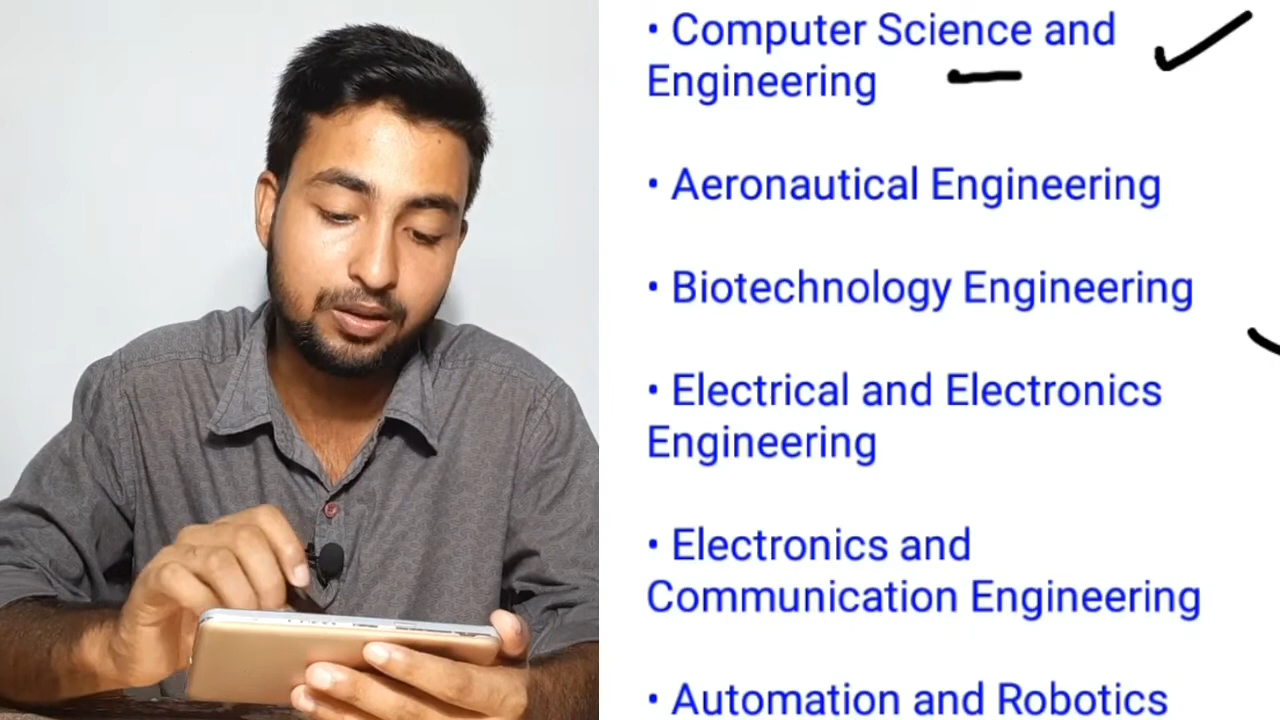 • Computer Science and
Engineering
• Aeronautical Engineering
• Biotechnology Engineering
• Electrical and Electronics
Engineering
• Electronics and
Communication Engineering
• Automation and Robotics